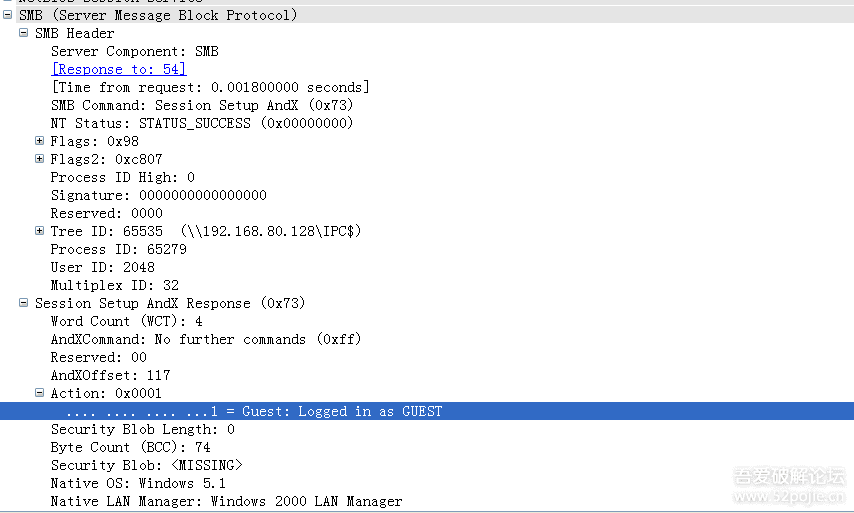 SMB (Server Message Block Protocol)
SMB Header
Server Component: SMB
[Response to: 54]
[Time from request: 0.001800000 seconds]
SMB Command: Session Setup AndX (0x73)
NT Status: STATUS_SUCCESS (0x00000000)
Flags: 0x98
Flags2: 0xc807
Process ID High: 0
Signature: 0000000000000000
Reserved: 0000
Tree ID: 65535  (\\192.168.80.128\IPC$)
Process ID: 65279
User ID: 2048
Multiplex ID: 32
Session Setup AndX Response (0x73)
Word Count (WCT): 4
AndXCommand: No further commands (0xff)
Reserved: 00
AndXOffset: 117
Action: 0x0001
.... .... .... ...1 = Guest: Logged in as GUEST
Security Blob Length: 0
Byte Count (BCC): 74
Security Blob: <MISSING>
Native OS: Windows 5.1
Native LAN Manager: Windows 2000 LAN Manager
吾爱破解论坛
www.52pojie.cn